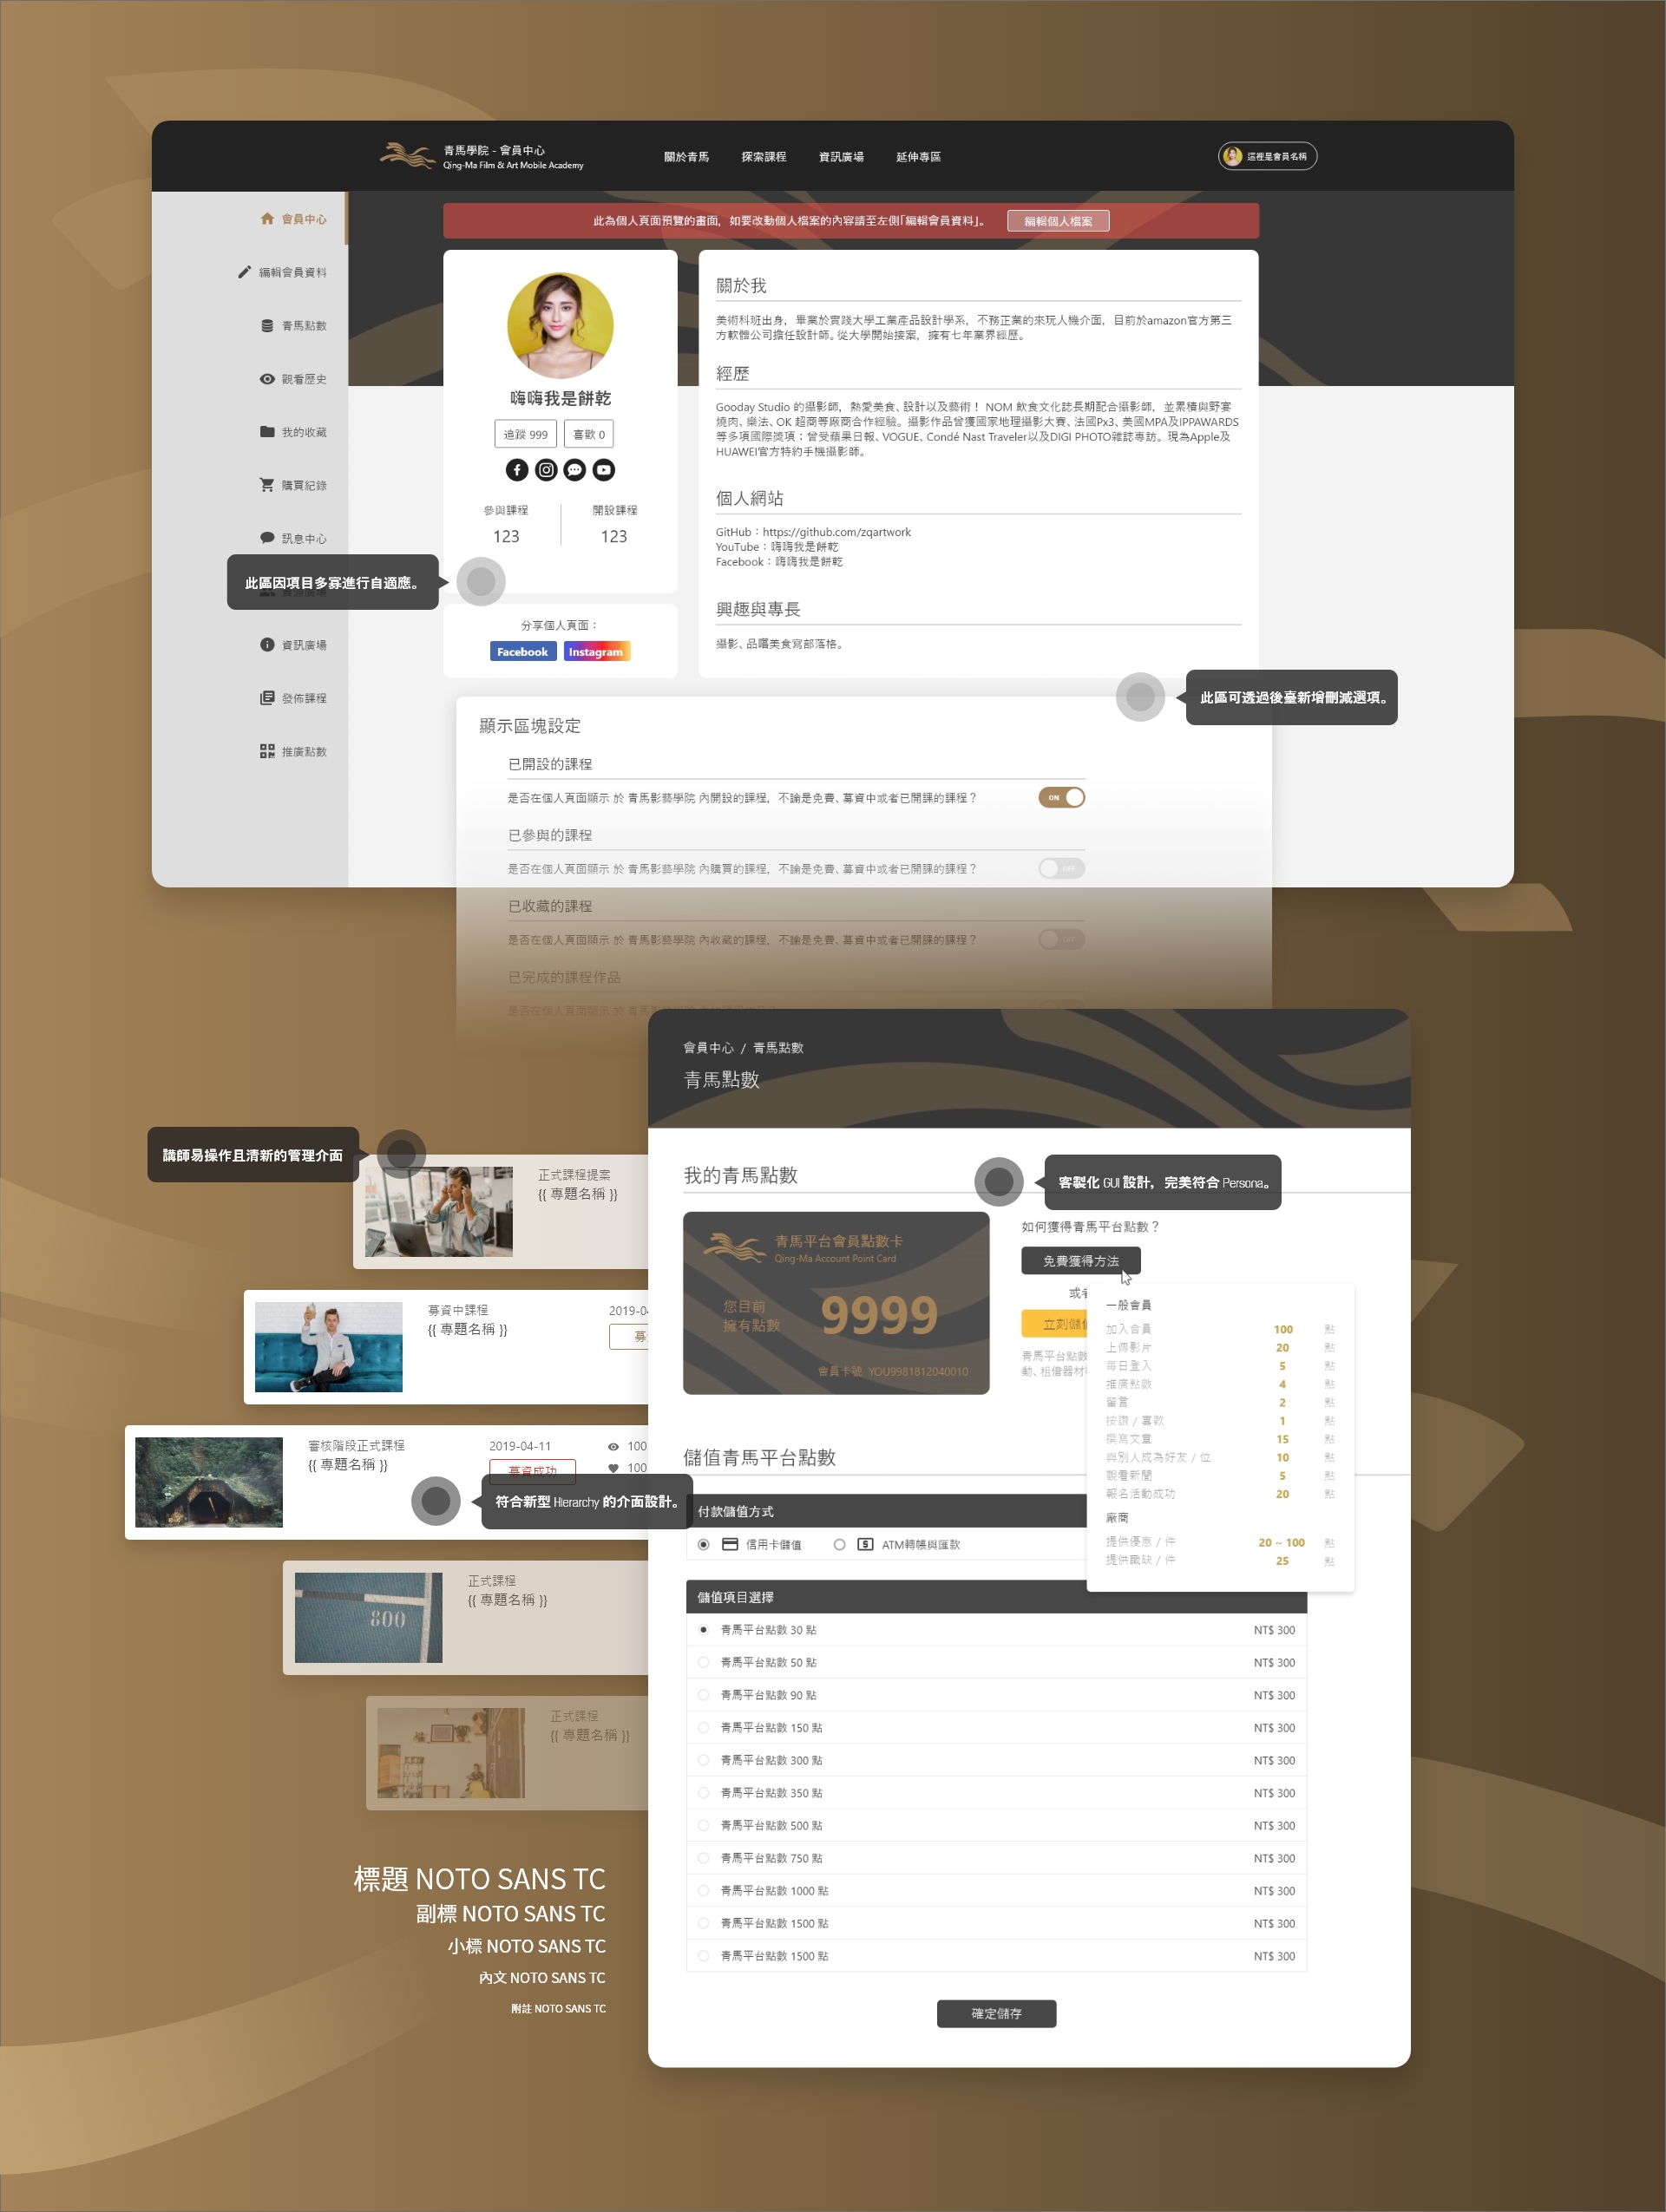 青馬學院 - 會員中心
Qing-Ma Film & Art Mobile Academy
關於青馬
探索課程
資訊廣場
延伸專區
這裡是會員名稱
會員中心
編輯會員資料
青馬點數
觀看歷史
我的收藏
購買紀錄
訊息中心
資訊廣場
發佈課程
推廣點數
此區因項目多寡進行自適應。
此為個人頁面預覽的畫面，如要改動個人檔案的內容請至左側「編輯會員資料」。
編輯個人檔案
嗨嗨我是餅乾
追蹤 999
喜歡 0
參與課程
開設課程
123
123
分享個人頁面：
Facebook
Instagram
關於我
美術科班出身，畢業於實踐大學工業產品設計學系，不務正業的來玩人機介面，目前於amazon官方第三
方軟體公司擔任設計師。從大學開始接案，擁有七年業界經歷。
經歷
Gooday Studio 的攝影師，熱愛美食、設計以及藝術！ NOM 飲食文化誌長期配合攝影師，並累積與野宴
燒肉、樂法、OK 超商等廠商合作經驗。攝影作品曾獲國家地理攝影大賽、法國Px3、美國MPA及IPPAWARDS
等多項國際獎項；曾受蘋果日報、VOGUE、Condé Nast Traveler以及DIGI PHOTO雜誌專訪。現為Apple及
HUAWEI官方特約手機攝影師。
個人網站
GitHub：https://github.com/zqartwork
YouTube：嗨嗨我是餅乾
Facebook：嗨嗨我是餅乾
興趣與專長
攝影、品嚐美食寫部落格。
此區可透過後臺新增刪減選項。
顯示區塊設定
已開設的課程
是否在個人頁面顯示 於 青馬影藝學院 內開設的課程，不論是免費、募資中或者已開課的課程？
ON
已參與的課程
是否在個人頁面顯示 於 青馬影藝學院 內購買的課程，不論是免費、募資中或者已開課的課程？
OFF
已收藏的課程
是否在個人頁面顯示 於 青馬影藝學院 內收藏的課程，不論是免費、募資中或者已開課的課程？
OFF
已完成的課程作品
是否在個人頁面顯示 於 青馬
講師易操作且清新的管理介面
正式課程提案
{{ 專題名稱 }}
募資中課程
{{ 專題名稱 }}
2019-04
募
審核階段正式課程
{{ 專題名稱 }}
2019-04-11
募資成功
100
100
符合新型 Hierarchy 的介面設計。
正式課程
{{ 專題名稱 }}
800
正式課程
{{ 專題名稱 }}
標題 NOTO SANS TC
副標 NOTO SANS TC
小標 NOTO SANS TC
內文 NOTO SANS TC
附註 NOTO SANS TC
會員中心 / 青馬點數
青馬點數
我的青馬點數
客製化 GUI 設計，完美符合 Persona。
青馬平台會員點數卡
Qing-Ma Account Point Card
您目前
擁有點數
9999
會員卡號 YOU9981812040010
如何獲得青馬平台點數？
免費獲得方法
或者
立刻儲值
青馬平台點數
動、租借器材
一般會員
加入會員 100 點
上傳影片 20 點
每日登入 5 點
推廣點數 4 點
留言 2 點
按讚 / 喜歡 1 點
撰寫文章 15 點
與別人成為好友 / 位 10 點
觀看新聞 5 點
報名活動成功 20 點
廠商
提供優惠 / 件 20 ~ 100 點
提供職缺 / 件 25 點
儲值青馬平台點數
付款儲值方式
信用卡儲值
ATM轉帳與匯款
儲值項目選擇
青馬平台點數 30 點 NT$ 300
青馬平台點數 50 點 NT$ 300
青馬平台點數 90 點 NT$ 300
青馬平台點數 150 點 NT$ 300
青馬平台點數 300 點 NT$ 300
青馬平台點數 350 點 NT$ 300
青馬平台點數 500 點 NT$ 300
青馬平台點數 750 點 NT$ 300
青馬平台點數 1000 點 NT$ 300
青馬平台點數 1500 點 NT$ 300
青馬平台點數 1500 點 NT$ 300
確定儲存